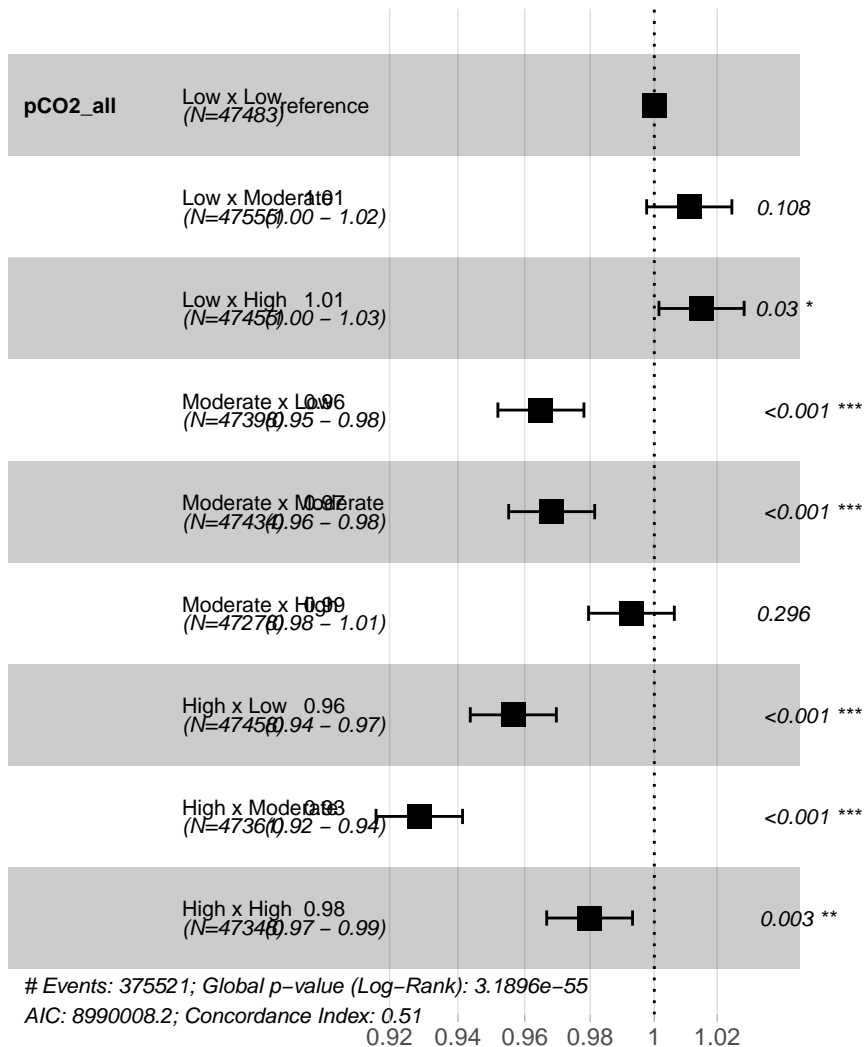 pCO2_all Low x Low reference
(N=47483)
Low x Moderate 1.01
(N=47555) (1.00 − 1.02) 0.108
Low x High 1.01
(N=47455) (1.00 − 1.03) 0.03 *
Moderate x Low 0.96
(N=47398) (0.95 − 0.98) <0.001 ***
Moderate x Moderate 0.97
(N=47434) (0.96 − 0.98) <0.001 ***
Moderate x High 0.99
(N=47276) (0.98 − 1.01) 0.296
High x Low 0.96
(N=47458) (0.94 − 0.97) <0.001 ***
High x Moderate 0.93
(N=47361) (0.92 − 0.94) <0.001 ***
High x High 0.98
(N=47348) (0.97 − 0.99) 0.003 **
# Events: 375521; Global p−value (Log−Rank): 3.1896e−55
AIC: 8990008.2; Concordance Index: 0.51
0.92 0.94 0.96 0.98 1 1.02